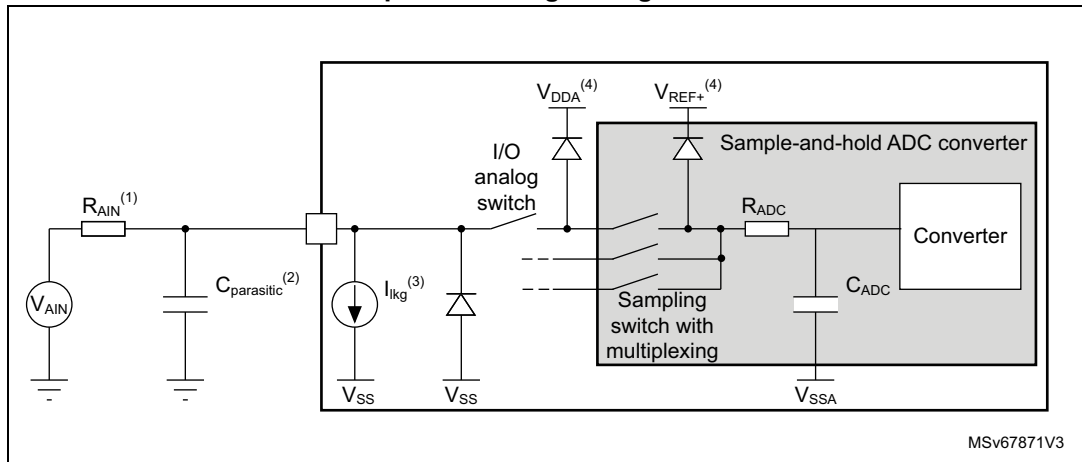 V_DDA(4)
V_REF+(4)
Sample-and-hold ADC converter
I/O
analog
switch
R_AIN(1)
R_ADC
Converter
V_AIN
C_parasitic(2)
I_lkg(3)
C_ADC
Sampling
switch with
multiplexing
V_SS
V_SS
V_SSA
MSv67871V3